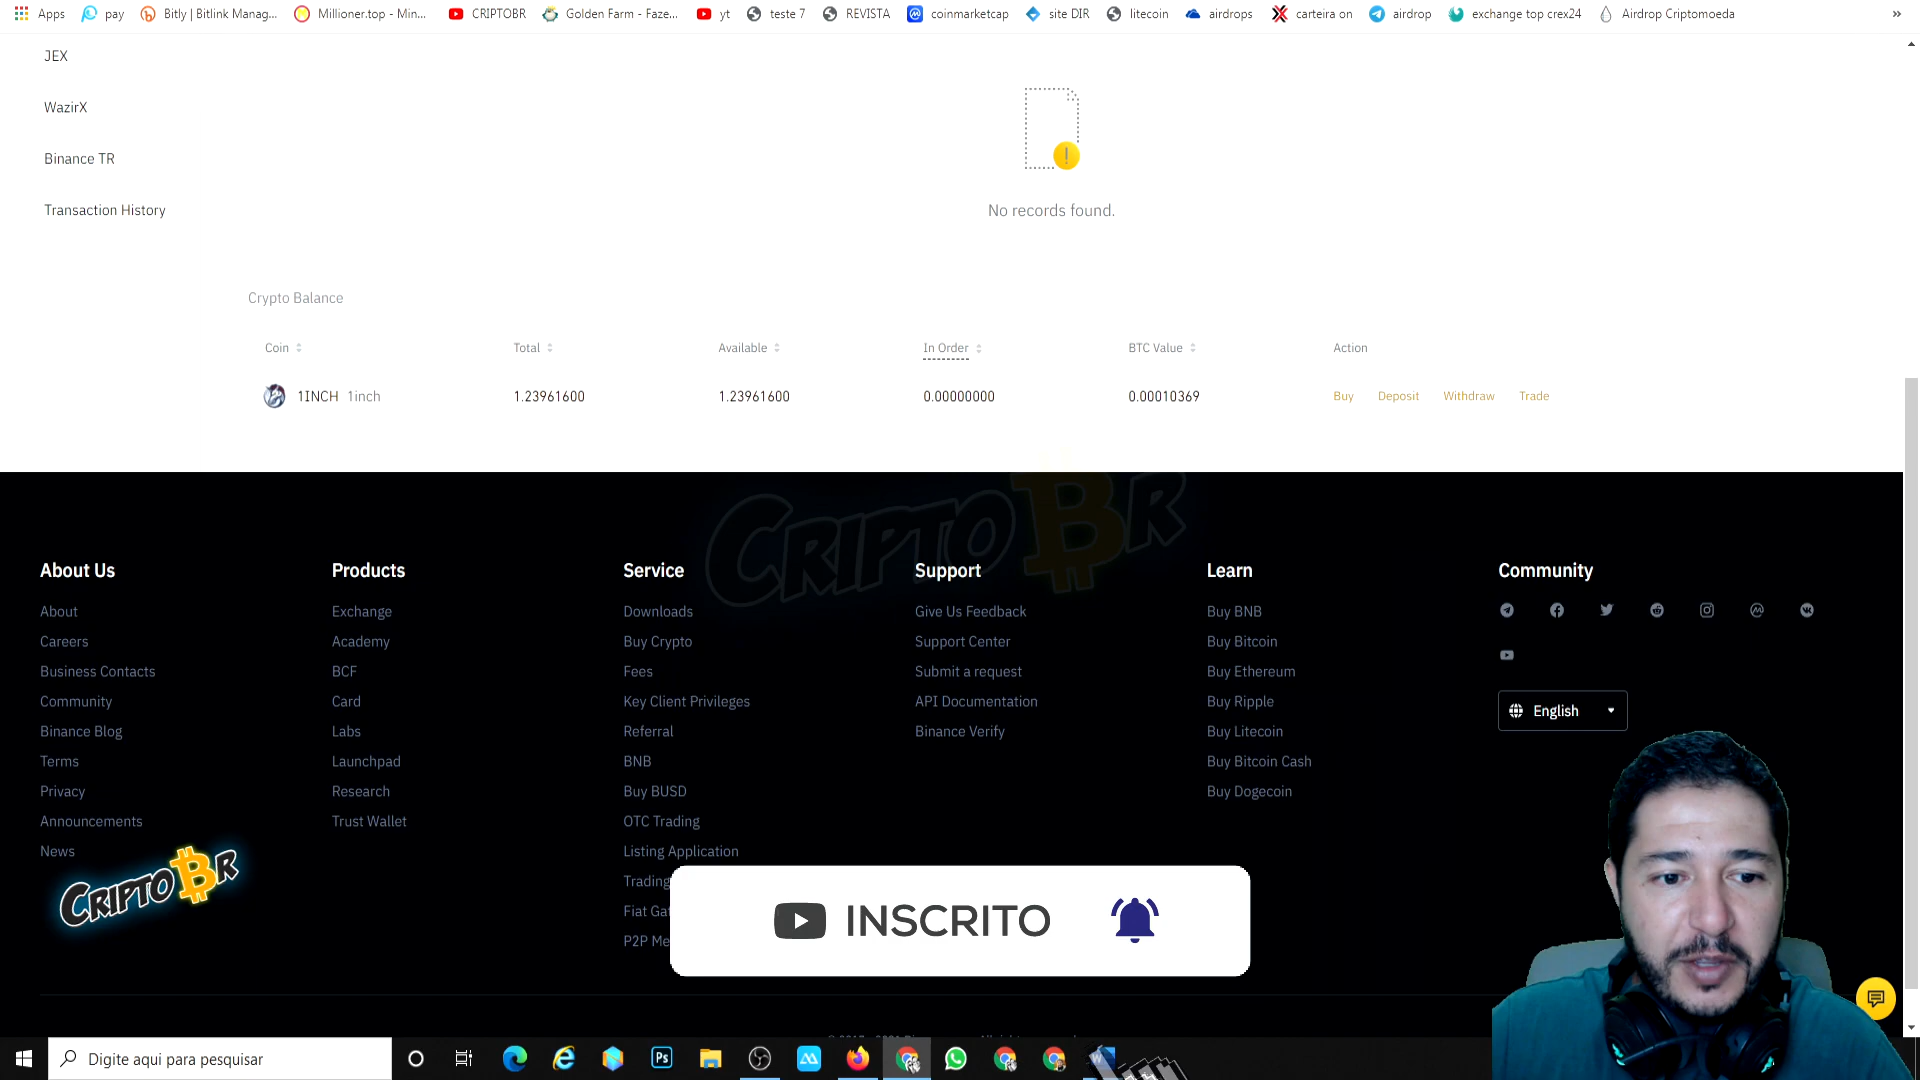 Apps pay Bitly | Bitlink Manag... Millioner.top - Min... CRIPTOBR Golden Farm - Faze... yt teste 7 REVISTA coinmarketcap site DIR litecoin airdrops carteira on airdrop exchange top crex24 Airdrop Criptomoeda »
JEX
WazirX
Binance TR
Transaction History
No records found.
Crypto Balance
Coin Total Available In Order BTC Value Action
1INCH 1inch 1.23961600 1.23961600 0.00000000 0.00010369 Buy Deposit Withdraw Trade
CRIPTOBR
About Us
About
Careers
Business Contacts
Community
Binance Blog
Terms
Privacy
Announcements
News
Products
Exchange
Academy
BCF
Card
Labs
Launchpad
Research
Trust Wallet
Service
Downloads
Buy Crypto
Fees
Key Client Privileges
Referral
BNB
Buy BUSD
OTC Trading
Listing Application
Trading
Fiat Ga
P2P Me
Support
Give Us Feedback
Support Center
Submit a request
API Documentation
Binance Verify
Learn
Buy BNB
Buy Bitcoin
Buy Ethereum
Buy Ripple
Buy Litecoin
Buy Bitcoin Cash
Buy Dogecoin
Community
English
CRIPTOBR
INSCRITO
Digite aqui para pesquisar
Ps